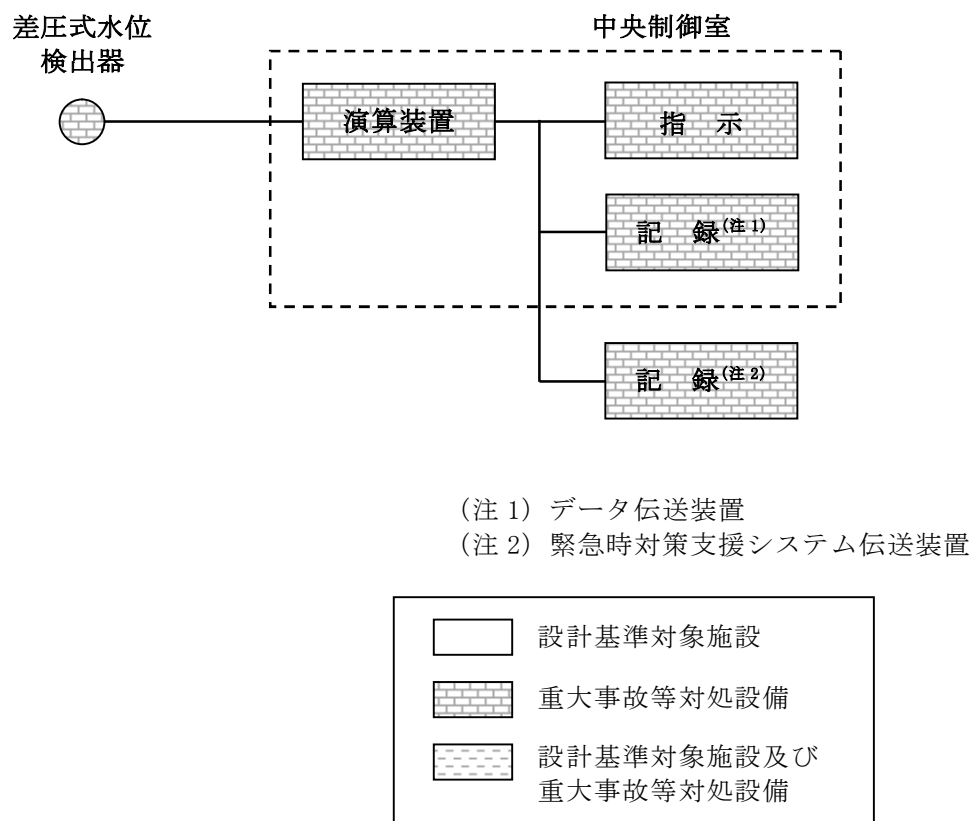 差圧式水位
検出器
中央制御室
演算装置
指 示
記 録(注1)
記 録(注2)
(注 1) データ伝送装置
(注 2) 緊急時対策支援システム伝送装置
設計基準対象施設
重大事故等対処設備
設計基準対象施設及び
重大事故等対処設備